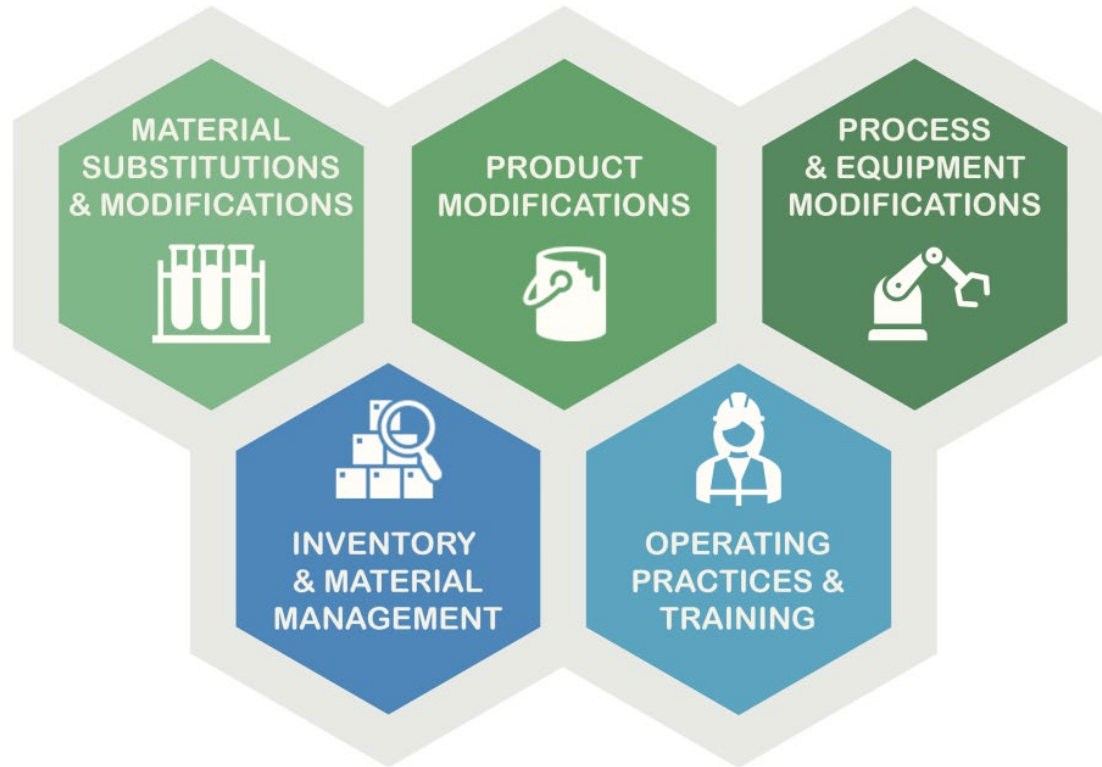 MATERIAL
SUBSTITUTIONS
& MODIFICATIONS
PRODUCT
MODIFICATIONS
PROCESS
& EQUIPMENT
MODIFICATIONS
INVENTORY
& MATERIAL
MANAGEMENT
OPERATING
PRACTICES &
TRAINING